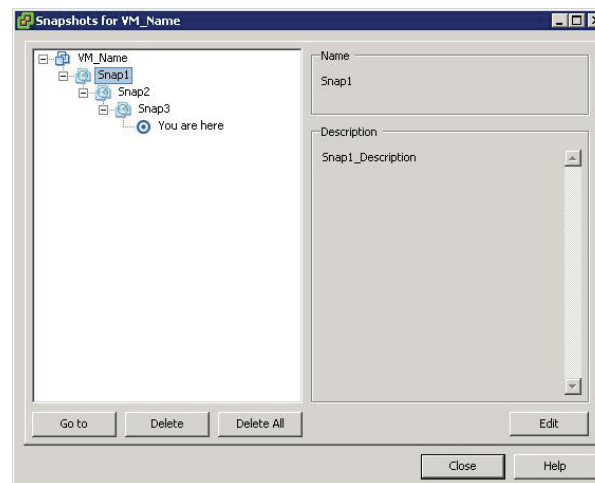 Snapshots for VM_Name
VM_Name
Snap1
Snap2
Snap3
You are here
Name
Snap1
Description
Snap1_Description
Go to
Delete
Delete All
Edit
Close
Help